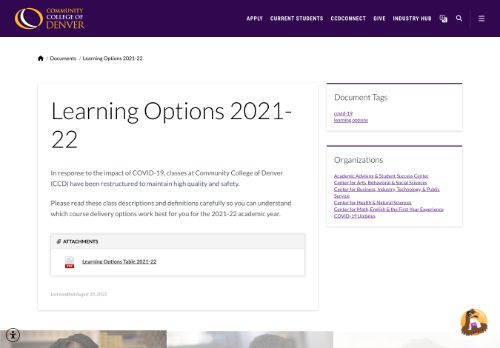 COMMUNITY
COLLEGE OF
DENVER
APPLY CURRENT STUDENTS CCDCONNECT GIVE INDUSTRY HUB
/ Documents / Learning Options 2021-22
Learning Options 2021-
22
In response to the impact of COVID-19, classes at Community College of Denver
(CCD) have been restructured to maintain high quality and safety.
Please read these class descriptions and definitions carefully so you can understand
which course delivery options work best for you for the 2021-22 academic year.
ATTACHMENTS
Learning Options Table 2021-22
Last modified August 10, 2021
Document Tags
covid-19
learning options
Organizations
Academic Advising & Student Success Center
Center for Arts, Behavioral & Social Sciences
Center for Business, Industry, Technology & Public
Service
Center for Health & Natural Sciences
Center for Math, English & the First-Year Experience
COVID-19 Updates